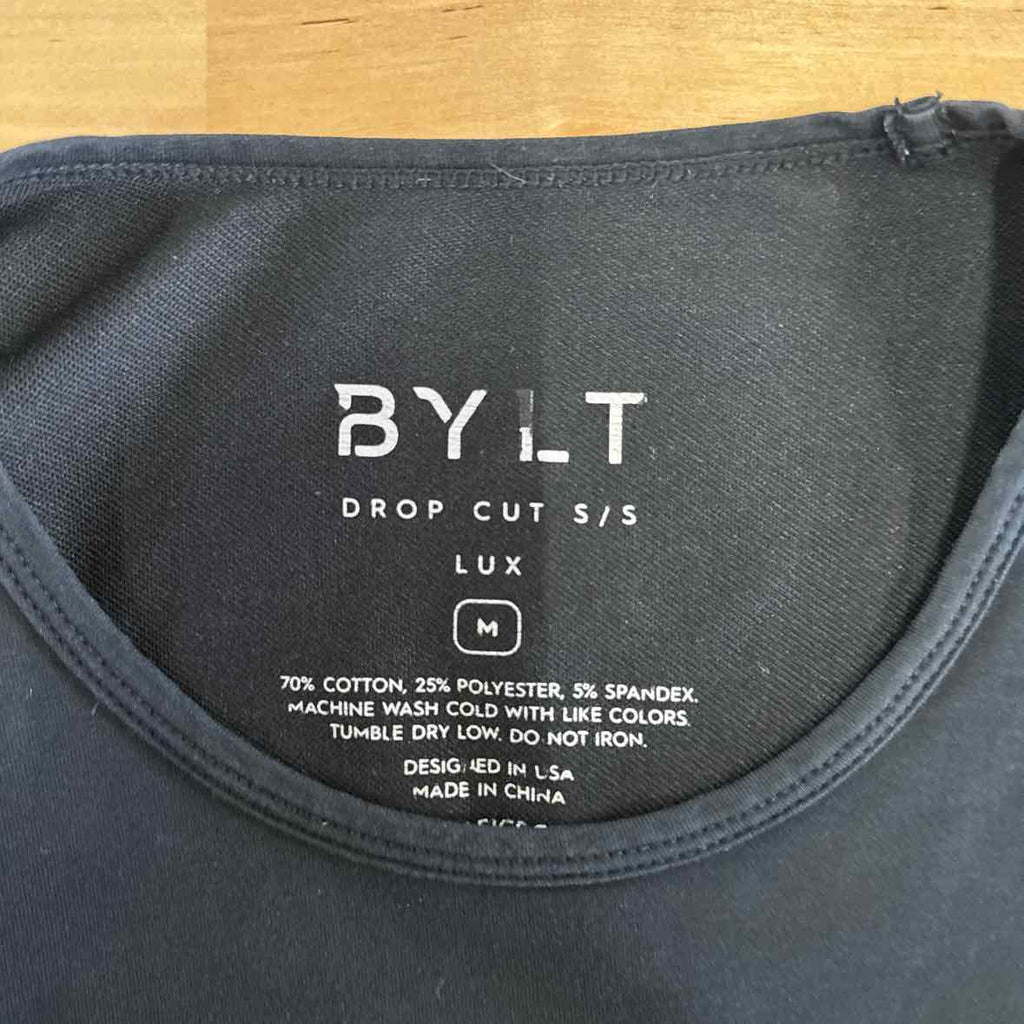 BYLT
DROP CUT S/S
LUX
M
70% COTTON, 25% POLYESTER, 5% SPANDEX.
MACHINE WASH COLD WITH LIKE COLORS.
TUMBLE DRY LOW. DO NOT IRON.
DESIGNED IN USA
MADE IN CHINA